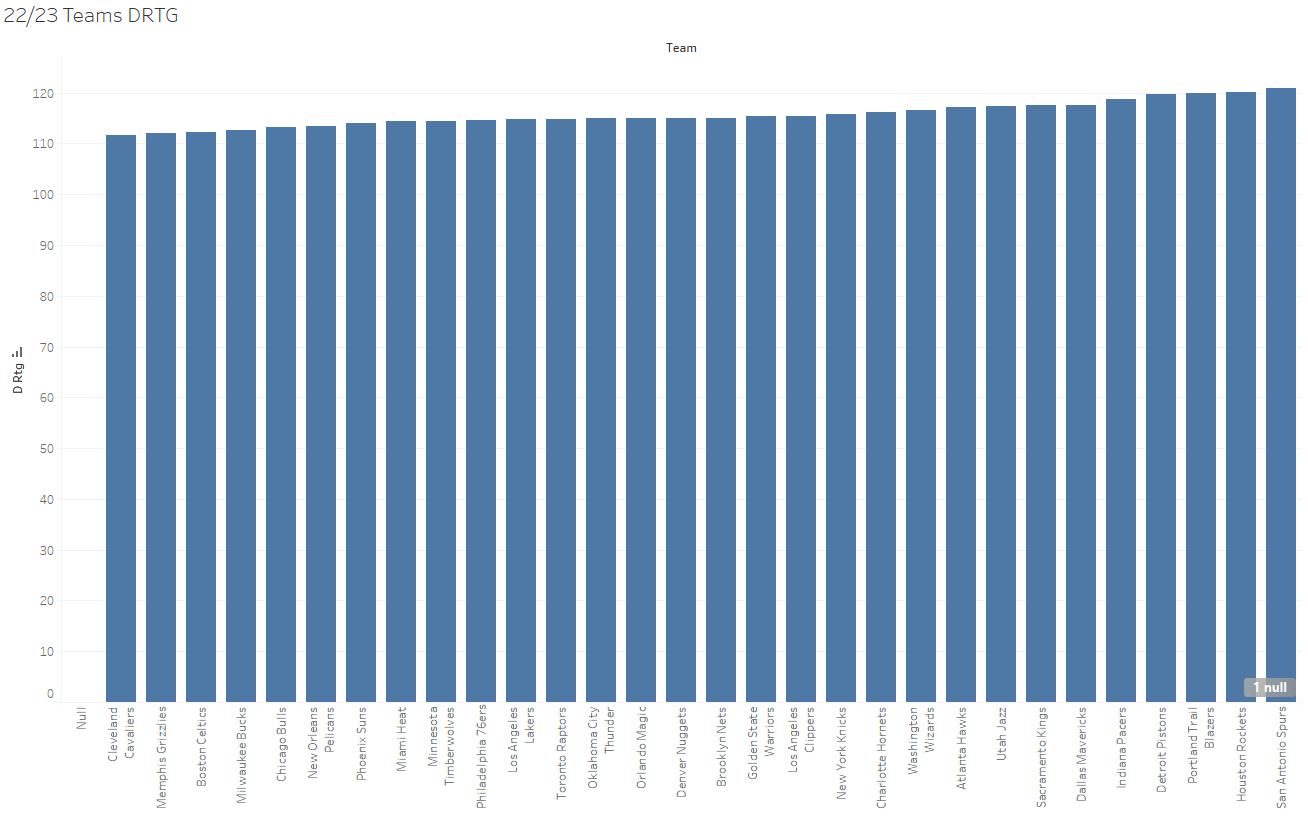 22/23 Teams DRTG
Team
120
110
100
90
80
70
60
50
40
30
20
10
0
D Rtg
1 null
Null
Cleveland
Cavaliers
Memphis Grizzlies
Boston Celtics
Milwaukee Bucks
Chicago Bulls
New Orleans
Pelicans
Phoenix Suns
Miami Heat
Minnesota
Timberwolves
Philadelphia 76ers
Los Angeles
Lakers
Toronto Raptors
Oklahoma City
Thunder
Orlando Magic
Denver Nuggets
Brooklyn Nets
Golden State
Warriors
Los Angeles
Clippers
New York Knicks
Charlotte Hornets
Washington
Wizards
Atlanta Hawks
Utah Jazz
Sacramento Kings
Dallas Mavericks
Indiana Pacers
Detroit Pistons
Portland Trail
Blazers
Houston Rockets
San Antonio Spurs